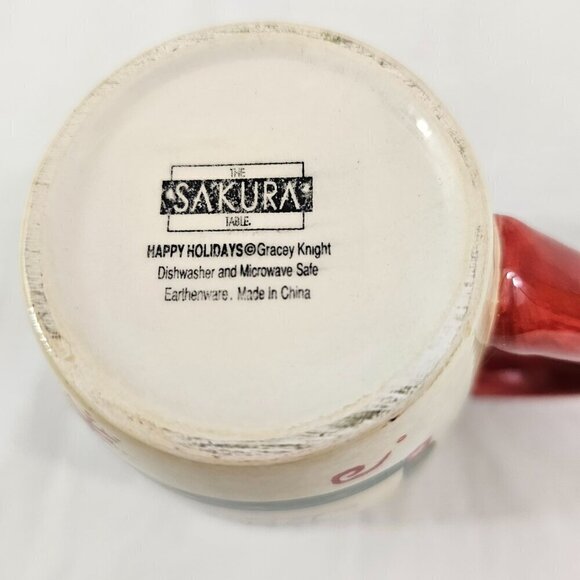 THE
SAKURA
TABLE.
HAPPY HOLIDAYS©Gracey Knight
Dishwasher and Microwave Safe
Earthenware. Made in China